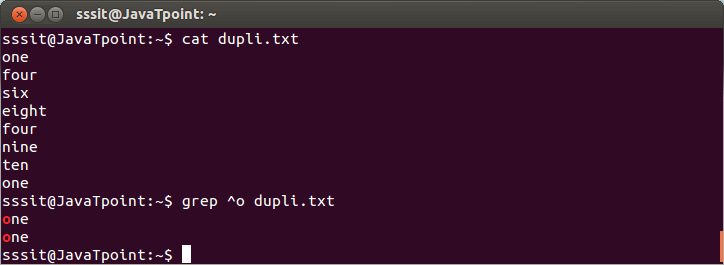 sssit@JavaTpoint: ~
sssit@JavaTpoint:~$ cat dupli.txt
one
four
six
eight
four
nine
ten
one
sssit@JavaTpoint:~$ grep ^o dupli.txt
one
one
sssit@JavaTpoint:~$